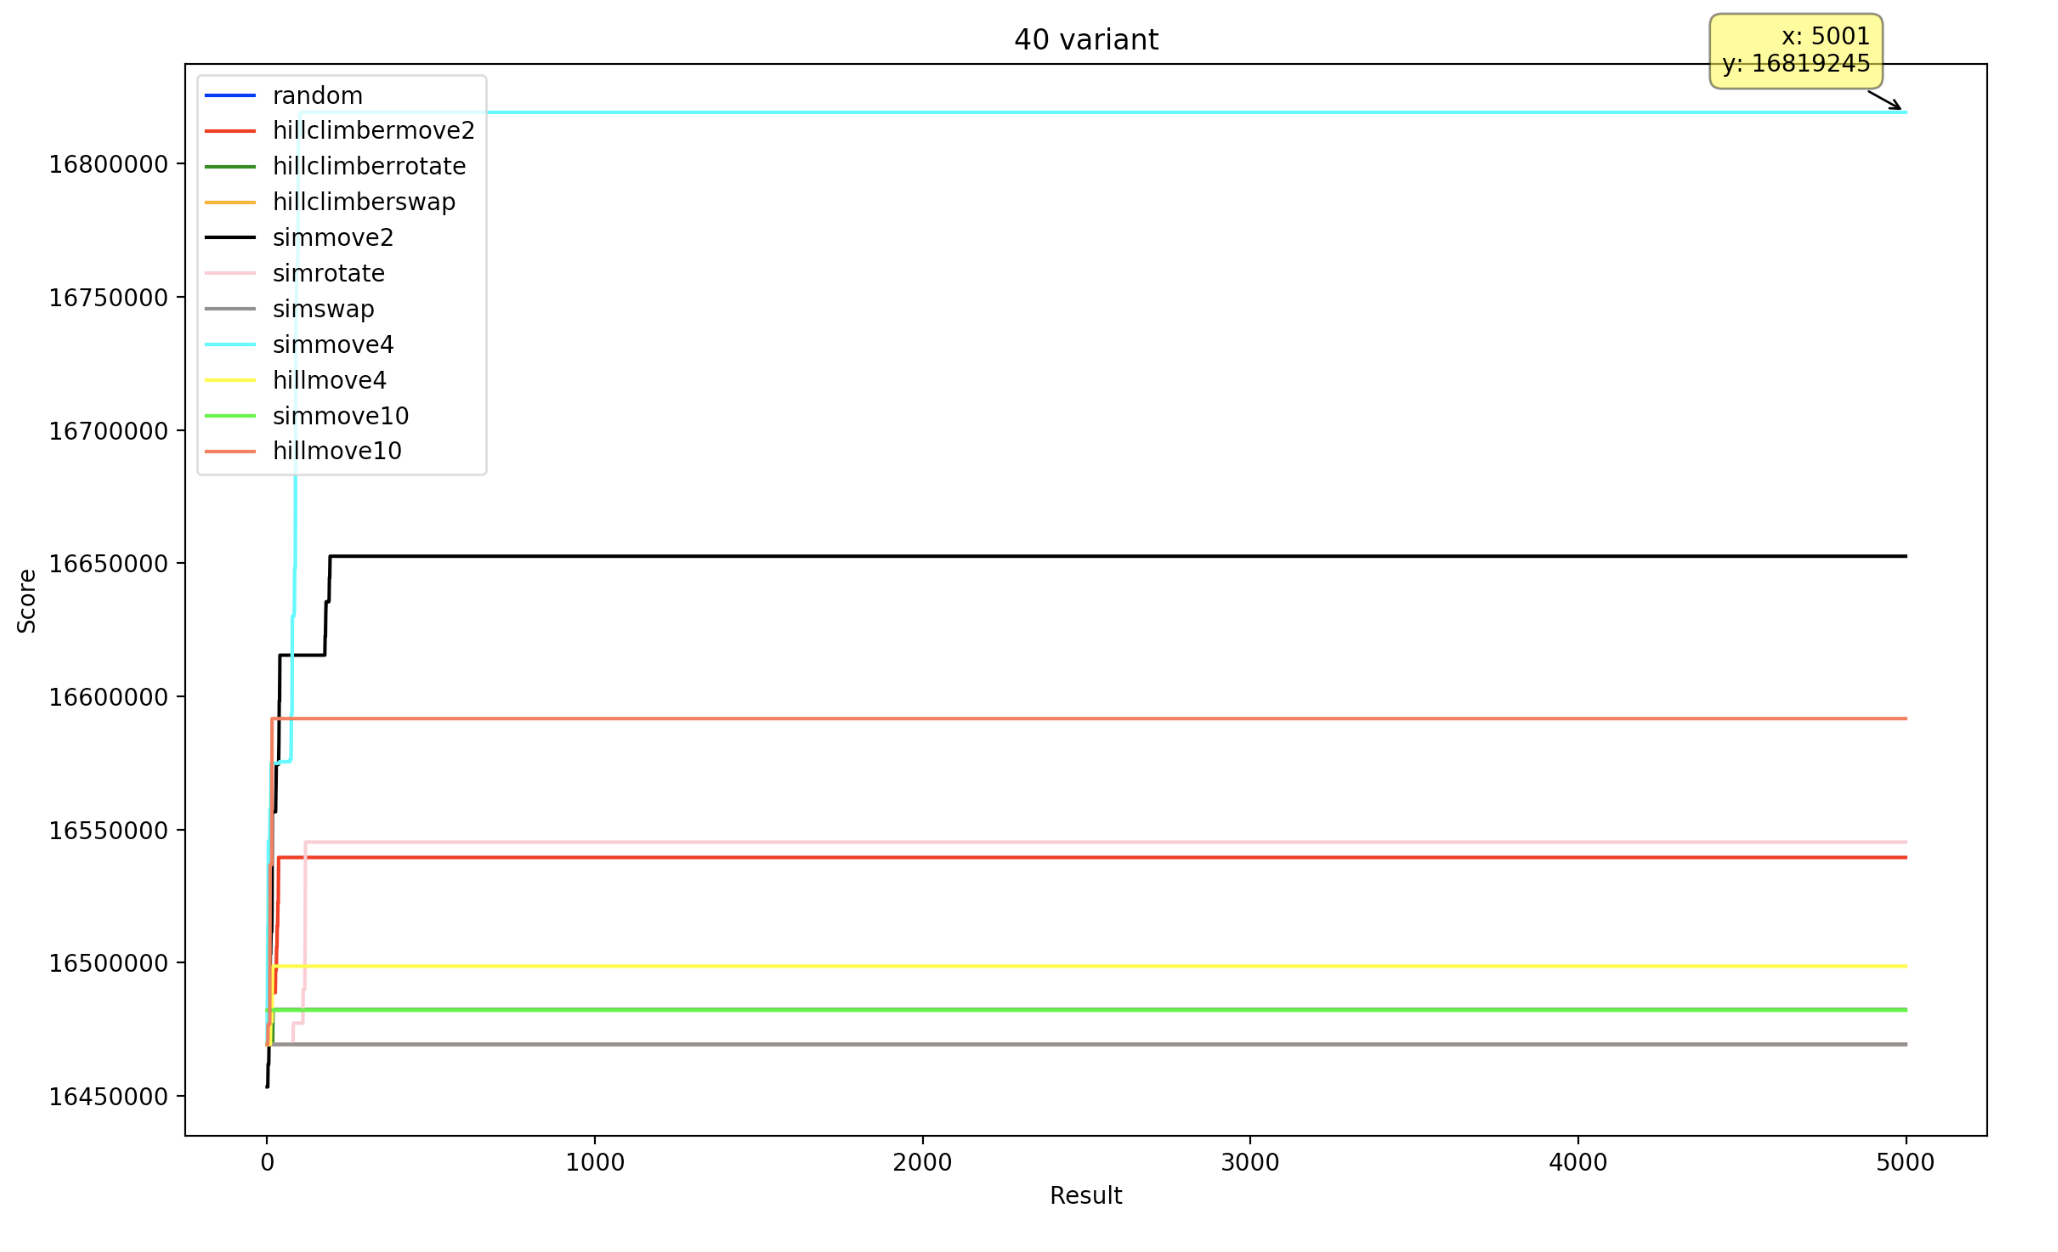 40 variant
x: 5001
y: 16819245
random
hillclimbermove2
hillclimberrotate
hillclimberswap
simmove2
simrotate
simswap
simmove4
hillmove4
simmove10
hillmove10
16800000
16750000
16700000
16650000
16600000
16550000
16500000
16450000
Score
0 1000 2000 3000 4000 5000
Result